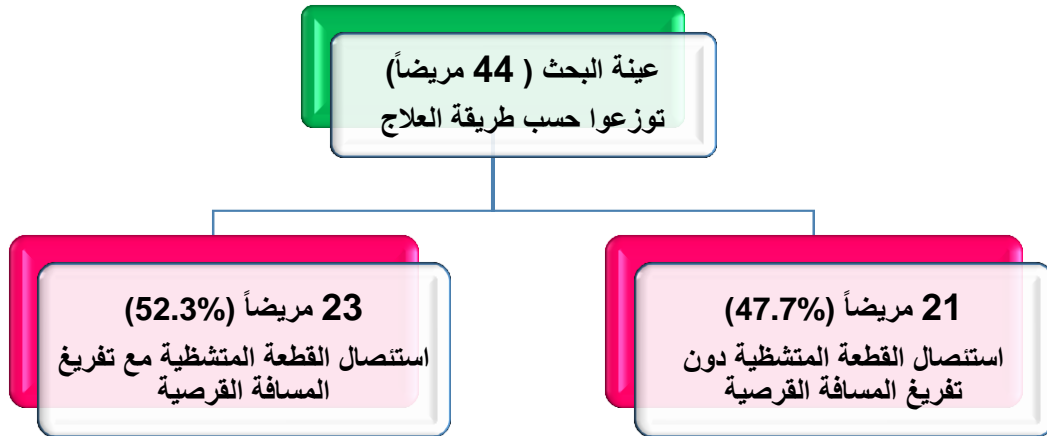 عينة البحث ( 44 مريضاً)
توزعوا حسب طريقة العلاج
21 مريضاً (47.7%)
استئصال القطعة المتشظية دون
تفريغ المسافة القرصية
23 مريضاً (52.3%)
استئصال القطعة المتشظية مع تفريغ
المسافة القرصية